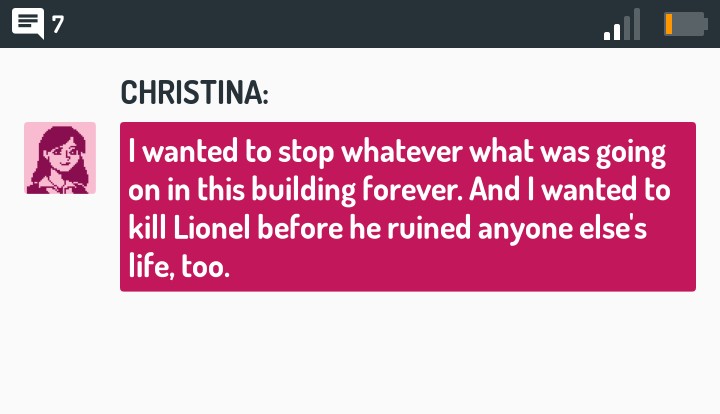 7
CHRISTINA:
I wanted to stop whatever what was going
on in this building forever. And I wanted to
kill Lionel before he ruined anyone else's
life, too.